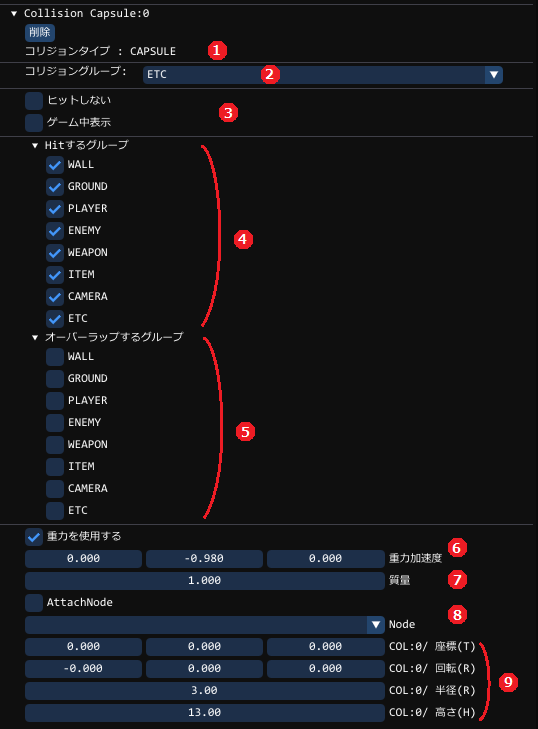 Collision Capsule:0
削除
コリジョンタイプ : CAPSULE 1
コリジョングループ: ETC 2
ヒットしない
ゲーム中表示 3
Hitするグループ
WALL
GROUND
PLAYER
ENEMY 4
WEAPON
ITEM
CAMERA
ETC
オーバーラップするグループ
WALL
GROUND
PLAYER
ENEMY 5
WEAPON
ITEM
CAMERA
ETC
重力を使用する
0.000 -0.980 0.000 重力加速度 6
1.000 質量 7
AttachNode
Node 8
0.000 0.000 0.000 COL:0/ 座標(T)
-0.000 0.000 0.000 COL:0/ 回転(R)
3.00 COL:0/ 半径(R) 9
13.00 COL:0/ 高さ(H)